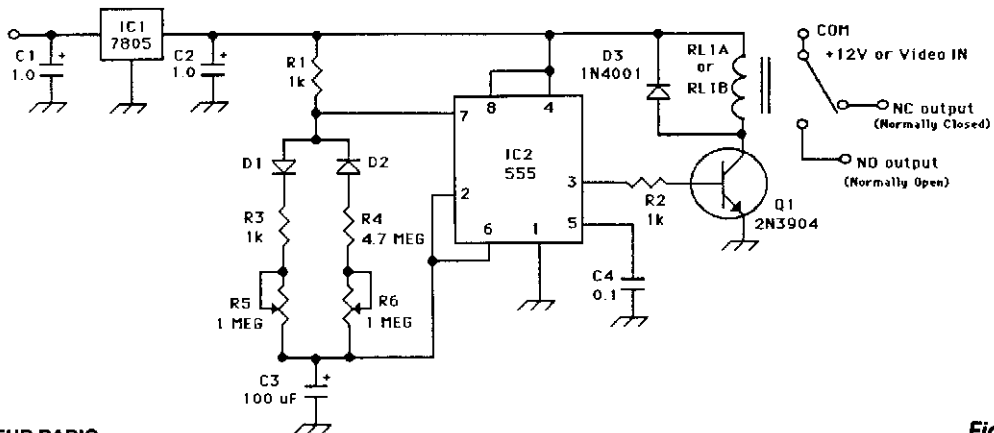 IC1
7805
C1
1.0
+
C2
1.0
+
R1
1k
D3
1N4001
RL1A
or
RL1B
COM
+12V or Video IN
NC output
(Normally Closed)
NO output
(Normally Open)
8
4
7
IC2
555
2
3
6
1
5
R2
1k
Q1
2N3904
D1
D2
R3
1k
R4
4.7 MEG
R5
1 MEG
R6
1 MEG
C4
0.1
C3
100 uF
+